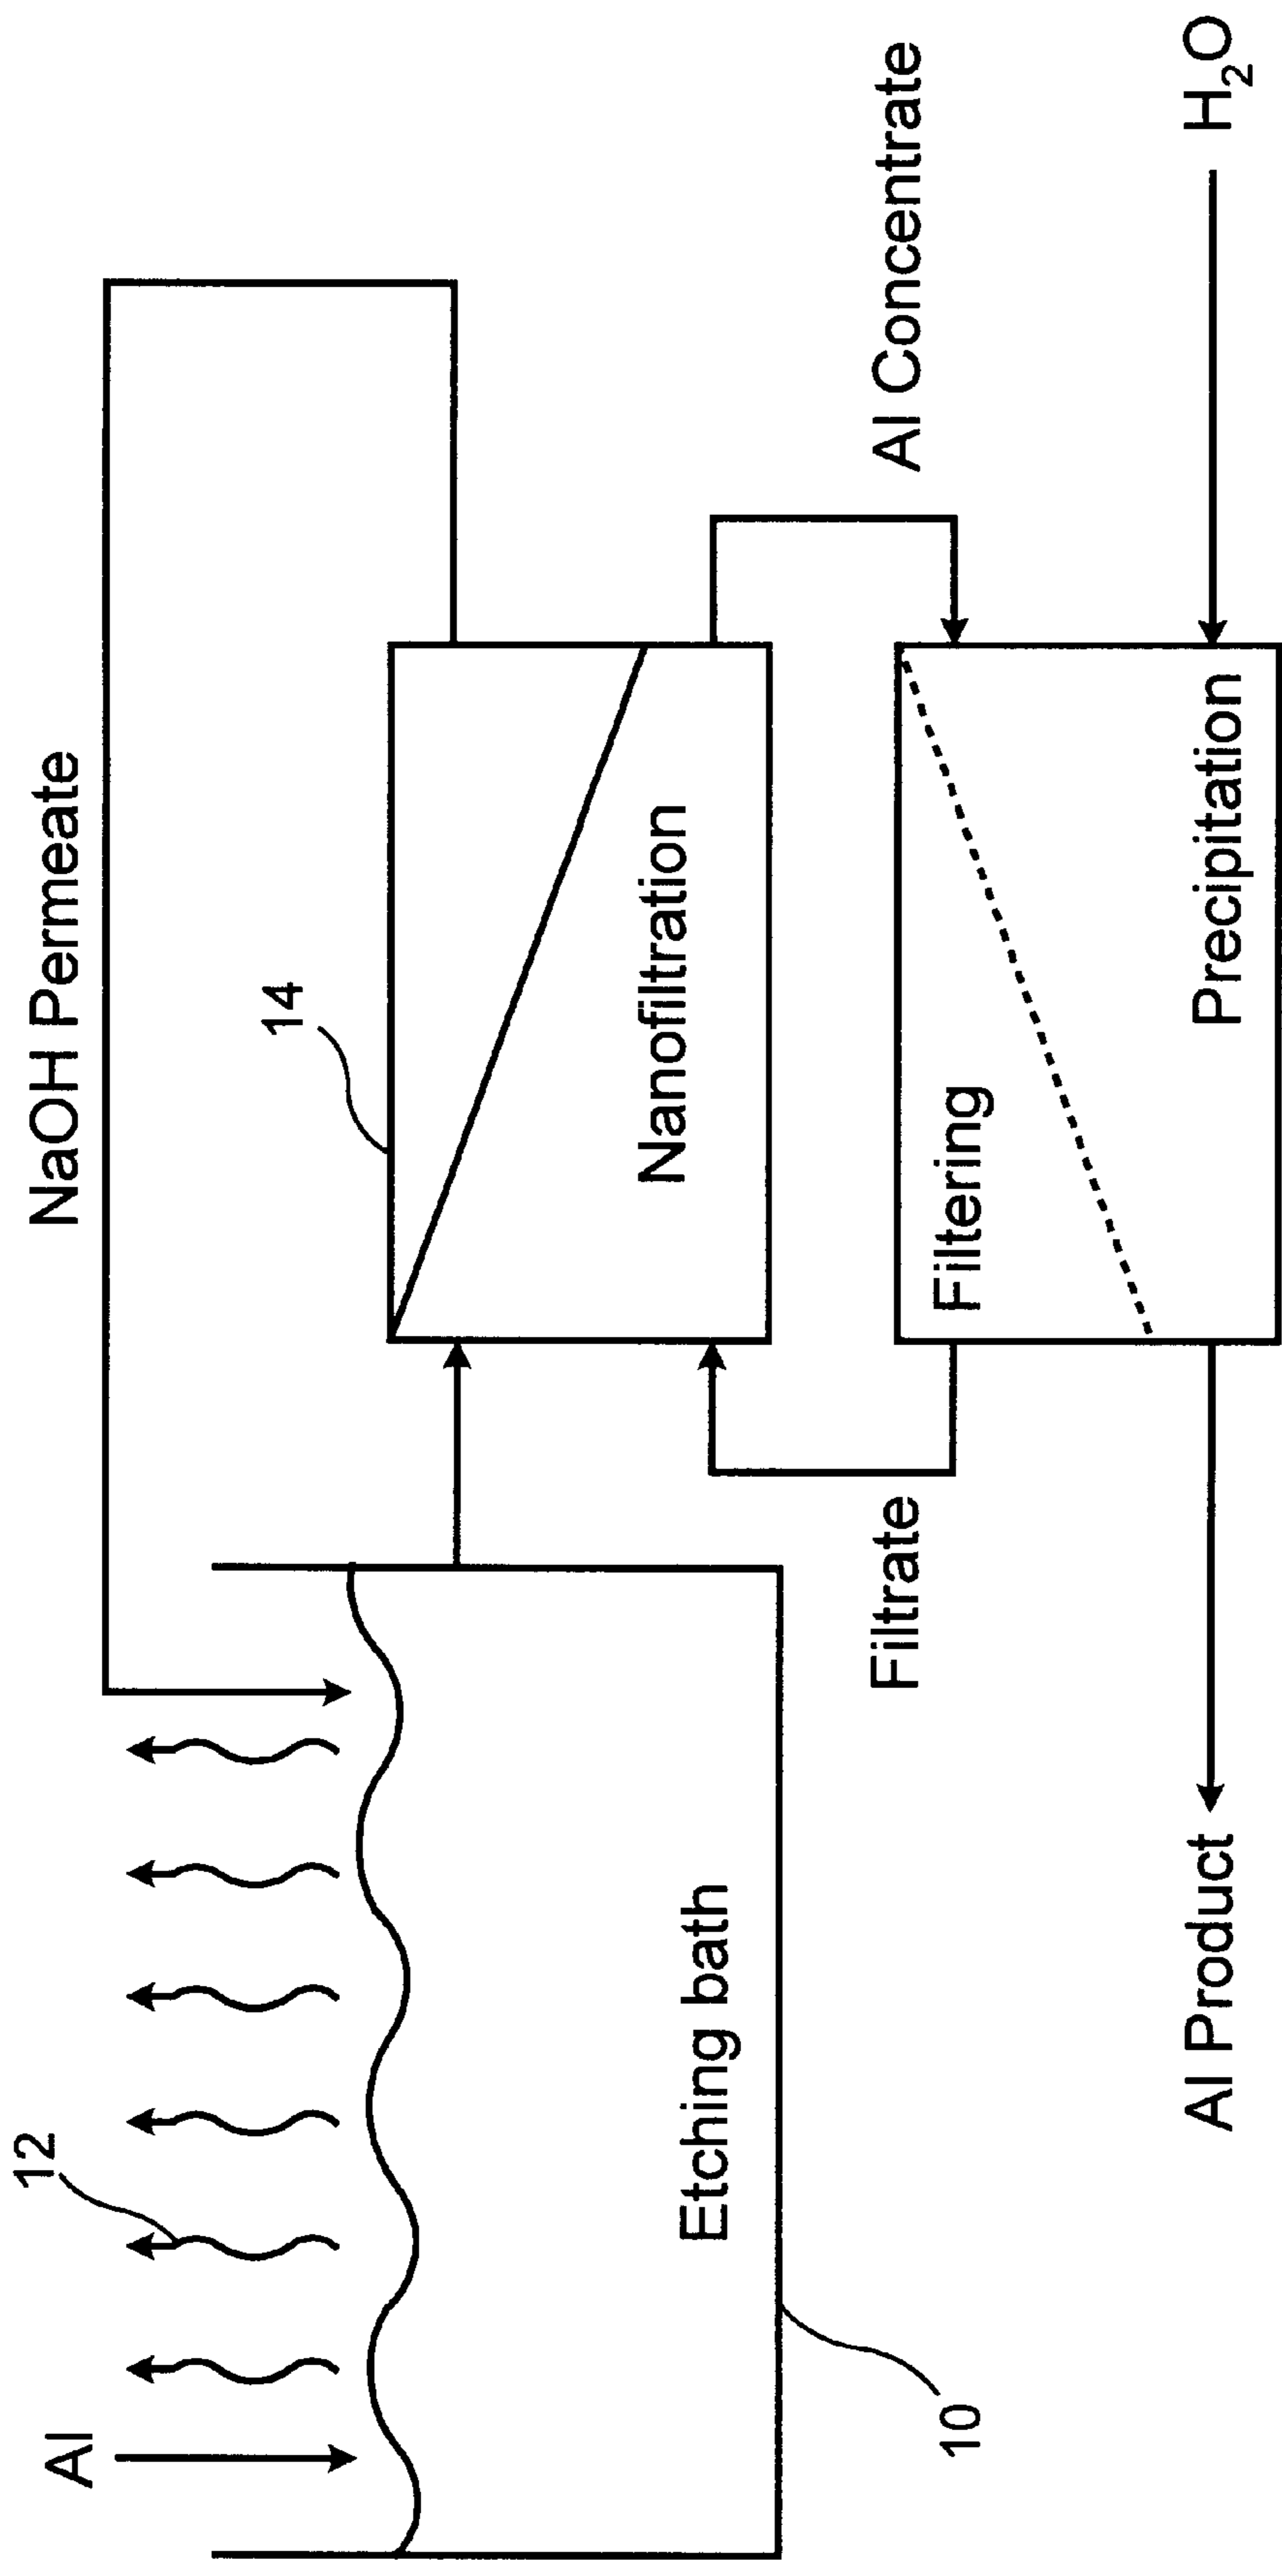 NaOH Permeate
12
Al
14
Nanofiltration
Etching bath
10
Al Concentrate
Filtrate
Filtering
Precipitation
H₂O
Al Product